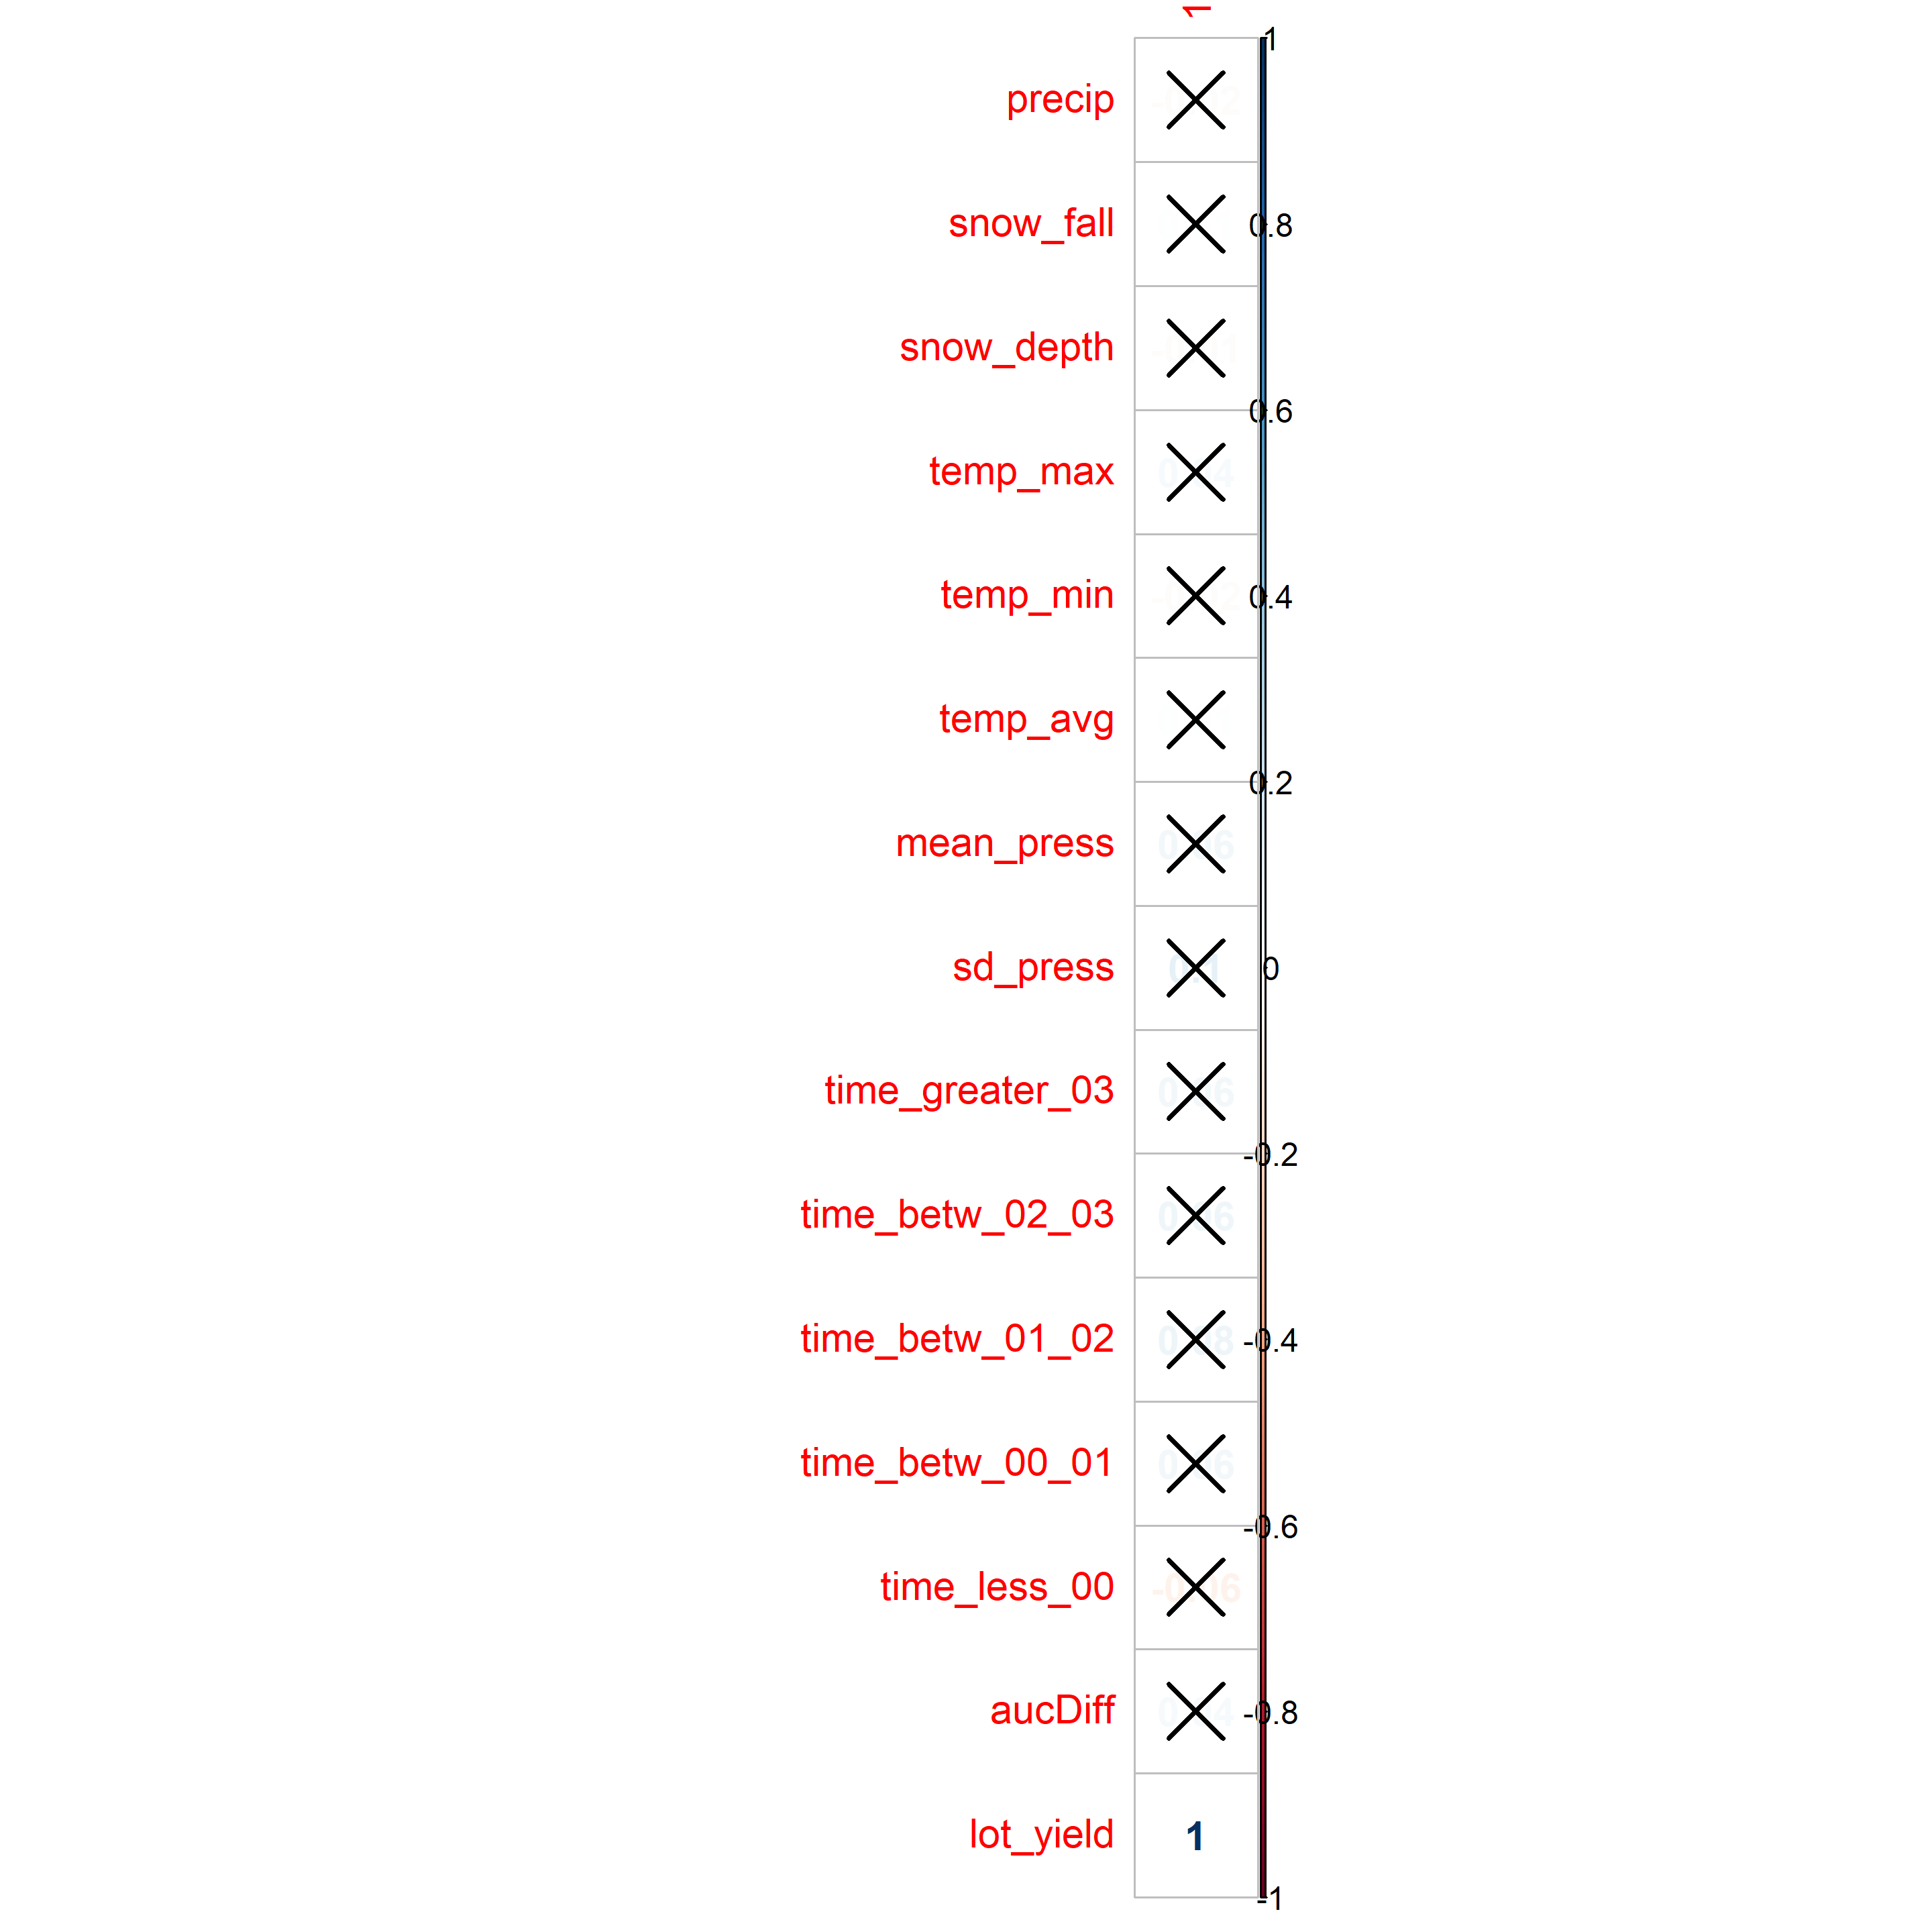 1
1
precip
snow_fall
0.8
snow_depth
0.6
temp_max
temp_min
0.4
temp_avg
0.2
mean_press
sd_press
0
time_greater_03
-0.2
time_betw_02_03
time_betw_01_02
-0.4
time_betw_00_01
-0.6
time_less_00
aucDiff
-0.8
lot_yield
1
-1